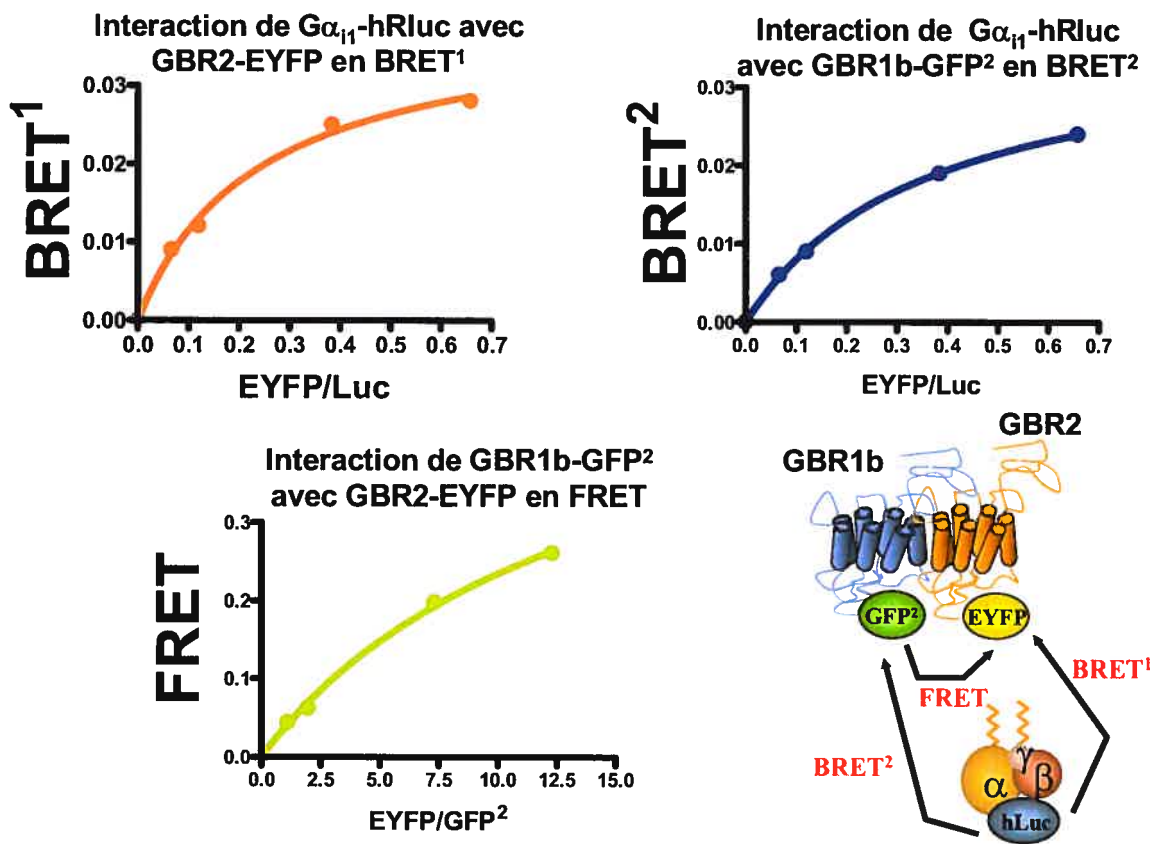 Interaction de Gαi1-hRluc avec
GBR2-EYFP en BRET¹
BRET¹
0.03
0.02
0.01
0.00
0.0 0.1 0.2 0.3 0.4 0.5 0.6 0.7
EYFP/Luc
Interaction de Gαi1-hRluc
avec GBR1b-GFP² en BRET²
BRET²
0.03
0.02
0.01
0.00
0.0 0.1 0.2 0.3 0.4 0.5 0.6 0.7
EYFP/Luc
Interaction de GBR1b-GFP²
avec GBR2-EYFP en FRET
FRET
0.3
0.2
0.1
0.0
0.0 2.5 5.0 7.5 10.0 12.5 15.0
EYFP/GFP²
GBR2
GBR1b
GFP² EYFP
FRET
BRET¹
BRET²
α γ β
hLuc